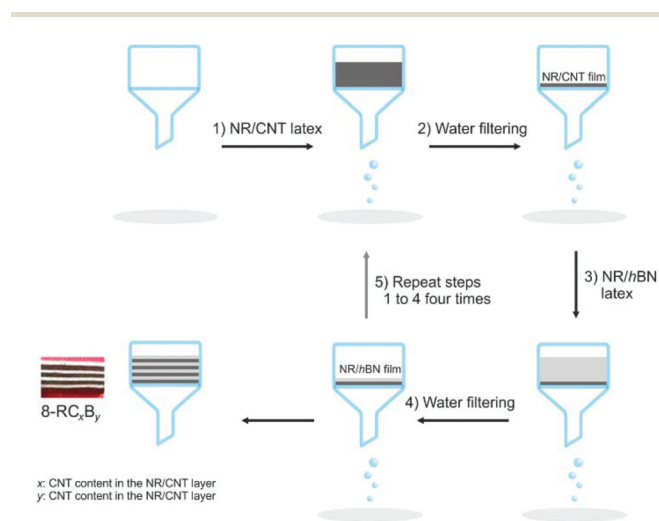 NR/CNT film
1) NR/CNT latex
2) Water filtering
5) Repeat steps
1 to 4 four times
3) NR/hBN
latex
NR/hBN film
4) Water filtering
8-RCxBy
x: CNT content in the NR/CNT layer
y: CNT content in the NR/CNT layer